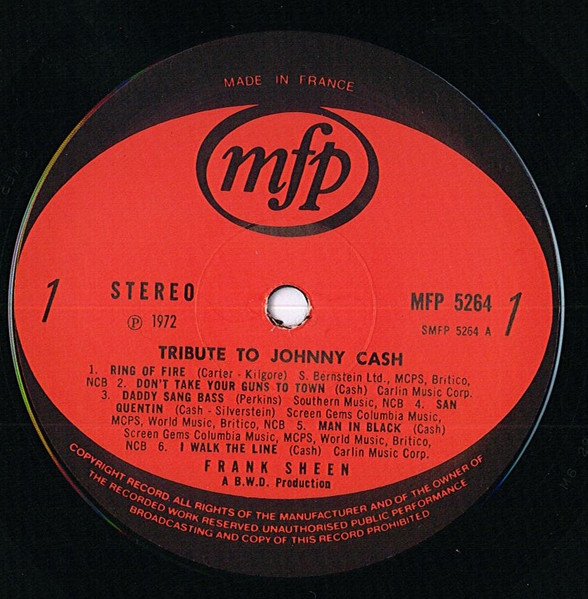 MADE IN FRANCE
mfp
1
STEREO
MFP 5264
1
℗ 1972
SMFP 5264 A
TRIBUTE TO JOHNNY CASH
1. RING OF FIRE (Carter - Kilgore) S. Bernstein Ltd., MCPS, Britico,
NCB 2. DON'T TAKE YOUR GUNS TO TOWN (Cash) Carlin Music Corp.
3. DADDY SANG BASS (Perkins) Southern Music, NCB 4. SAN
QUENTIN (Cash - Silverstein) Screen Gems Columbia Music,
MCPS, World Music, Britico, NCB 5. MAN IN BLACK (Cash)
Screen Gems Columbia Music, MCPS, World Music, Britico,
NCB 6. I WALK THE LINE (Cash) Carlin Music Corp.
FRANK SHEEN
A B.W.D. Production
COPYRIGHT RECORD ALL RIGHTS OF THE MANUFACTURER AND OF THE OWNER OF
THE RECORDED WORK RESERVED UNAUTHORISED PUBLIC PERFORMANCE
BROADCASTING AND COPY OF THIS RECORD PROHIBITED